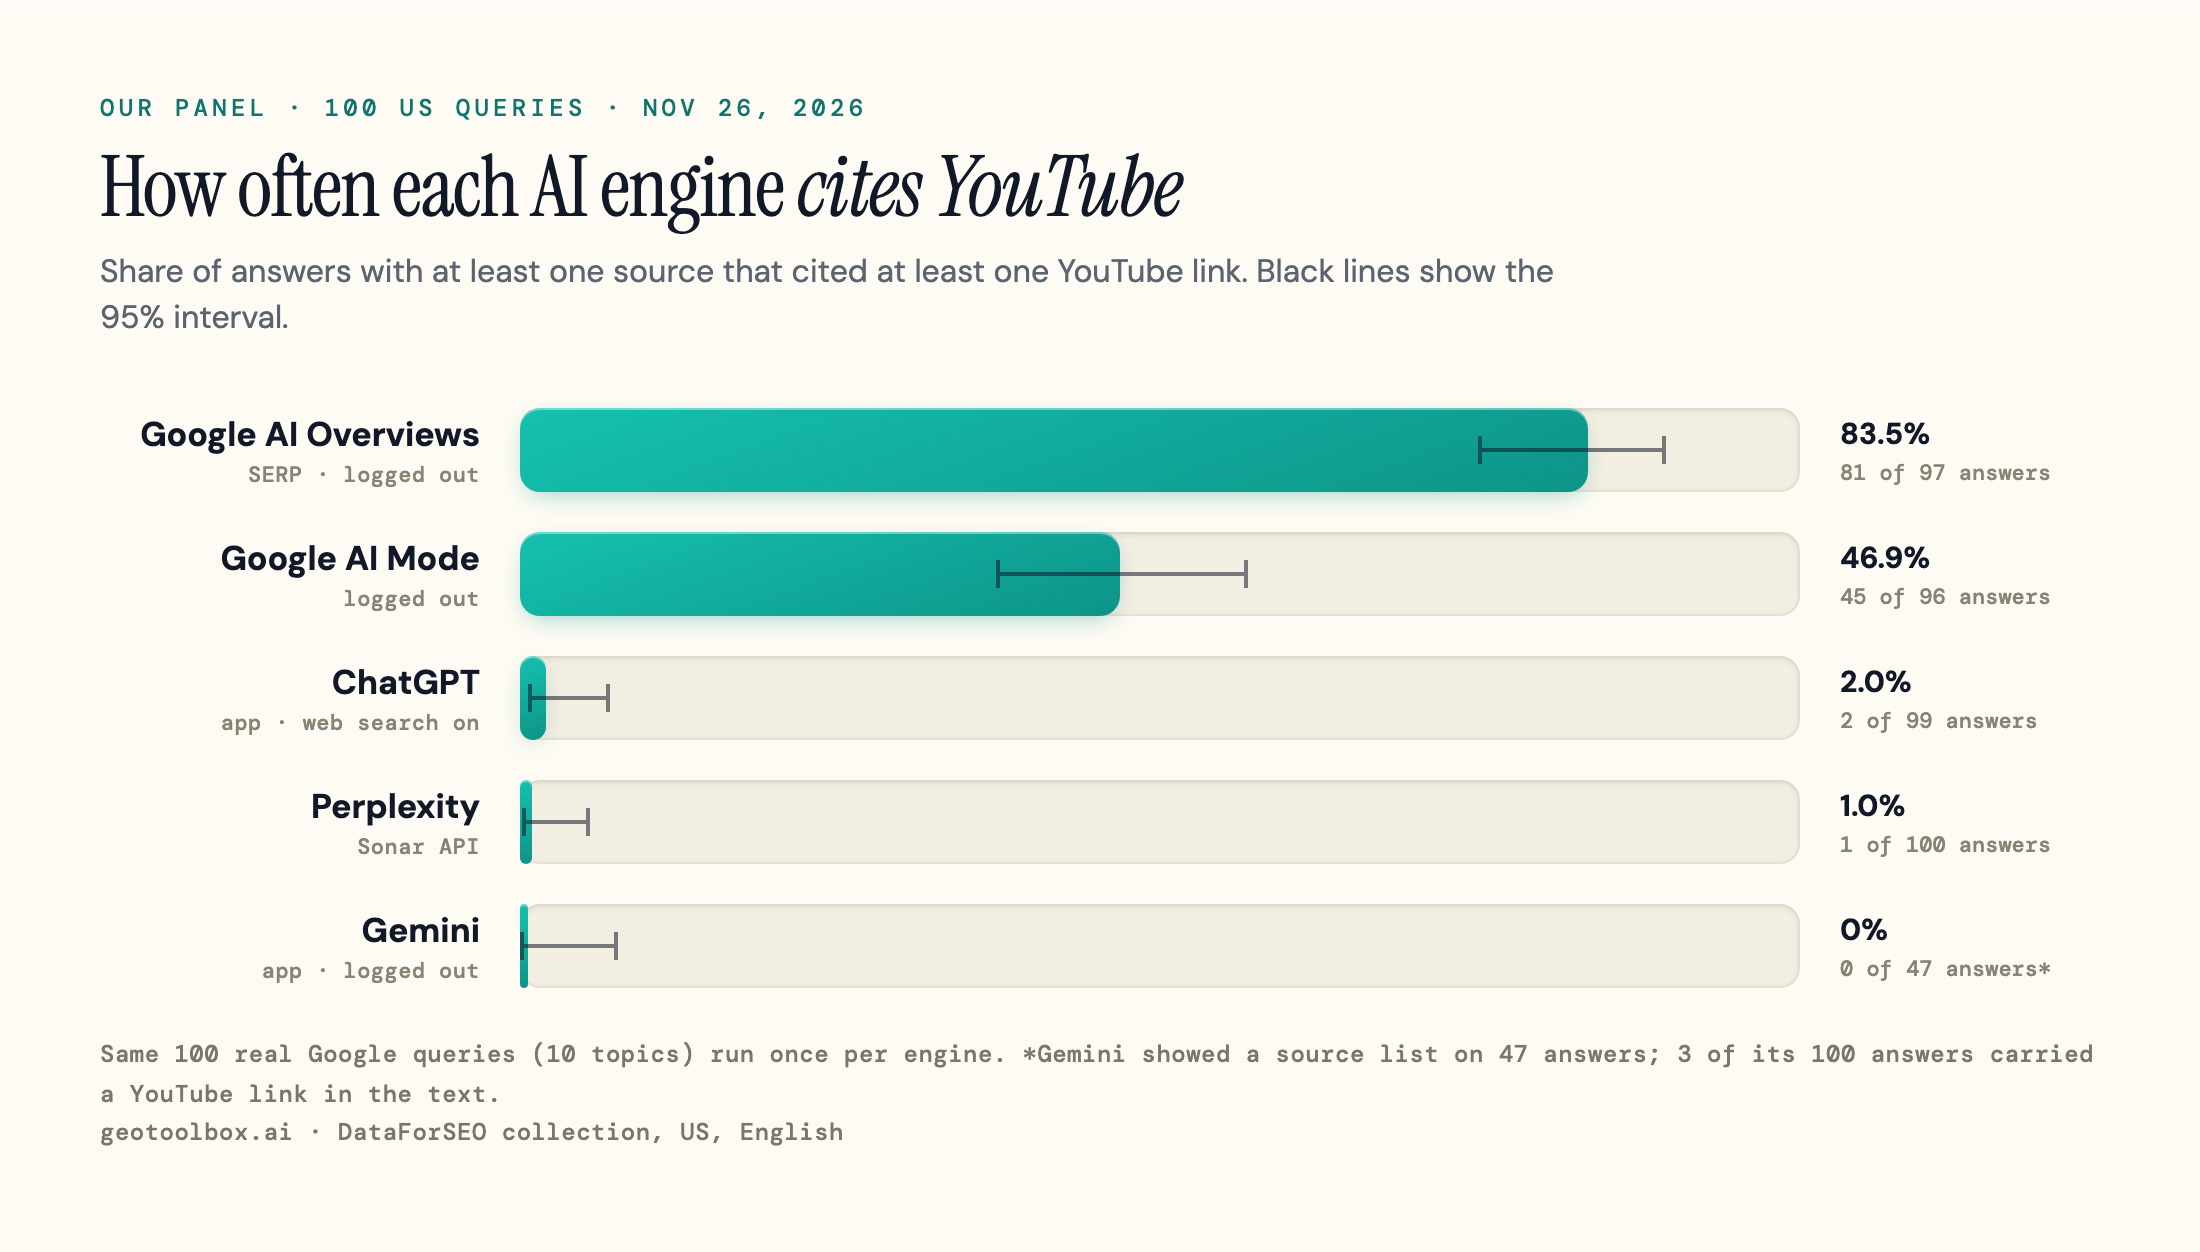 OUR PANEL · 100 US QUERIES · NOV 26, 2026
How often each AI engine cites YouTube
Share of answers with at least one source that cited at least one YouTube link. Black lines show the
95% interval.
Google AI Overviews
SERP · logged out
83.5%
81 of 97 answers
Google AI Mode
logged out
46.9%
45 of 96 answers
ChatGPT
app · web search on
2.0%
2 of 99 answers
Perplexity
Sonar API
1.0%
1 of 100 answers
Gemini
app · logged out
0%
0 of 47 answers*
Same 100 real Google queries (10 topics) run once per engine. *Gemini showed a source list on 47 answers; 3 of its 100 answers carried
a YouTube link in the text.
geotoolbox.ai · DataForSEO collection, US, English